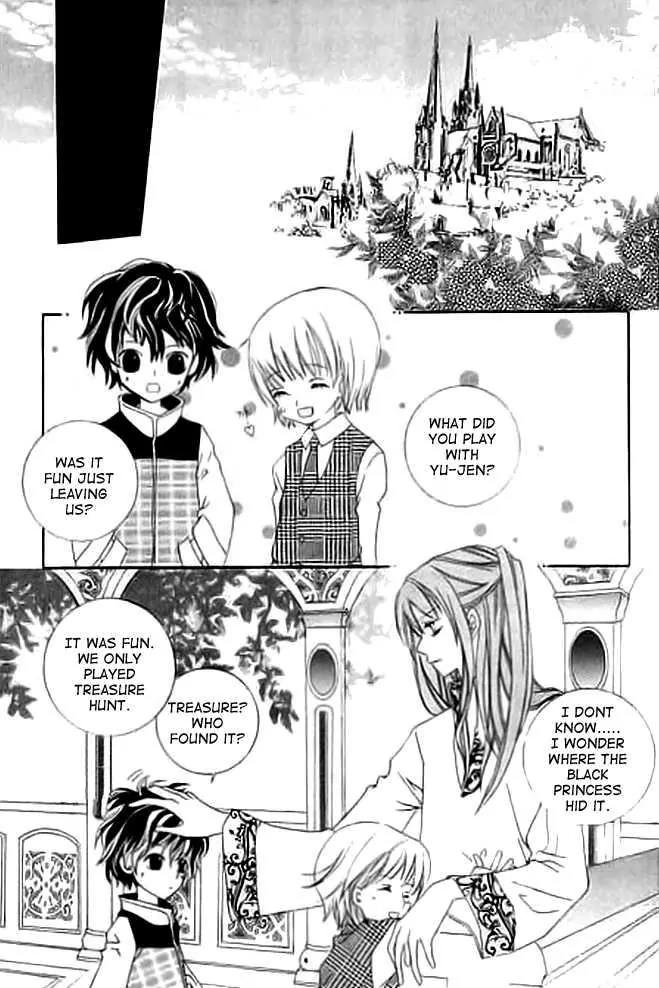 WHAT DID
YOU PLAY
WITH
YU-JEN?
WAS IT
FUN JUST
LEAVING
US?
IT WAS FUN.
WE ONLY
PLAYED
TREASURE
HUNT.
TREASURE?
WHO
FOUND IT?
I DONT
KNOW.....
I WONDER
WHERE THE
BLACK
PRINCESS
HID IT.